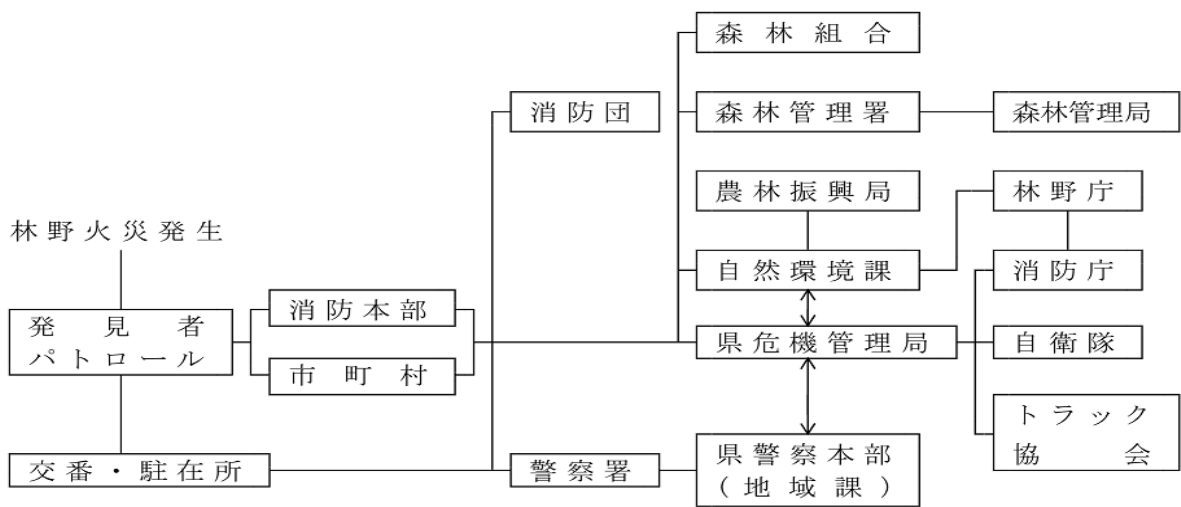 森林組合
消防団
森林管理署
森林管理局
農林振興局
林野庁
林野火災発生
自然環境課
消防庁
消防本部
発見者
パトロール
県危機管理局
自衛隊
市町村
トラック
協会
交番・駐在所
警察署
県警察本部
(地域課)